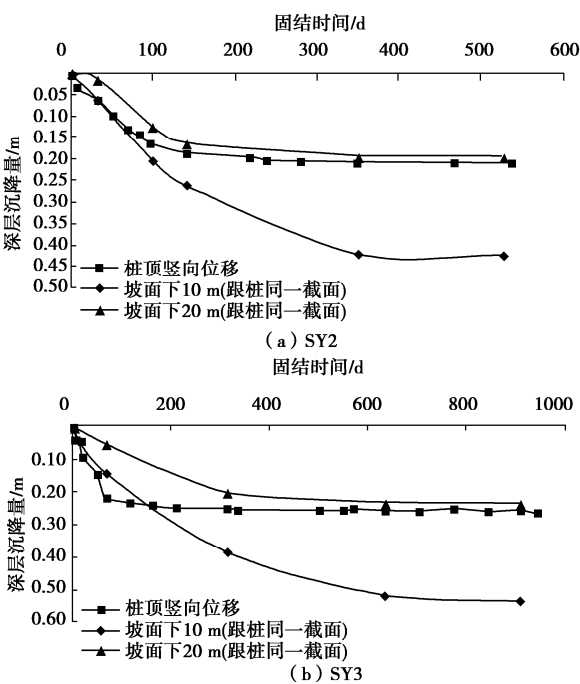 固结时间/d
0 100 200 300 400 500 600
0.05
0.10
0.15
0.20
0.25
0.30
0.35
0.40
0.45
0.50
深层沉降量/m
桩顶竖向位移
坡面下10 m(跟桩同一截面)
坡面下20 m(跟桩同一截面)
（a）SY2
固结时间/d
0 200 400 600 800 1000
0.10
0.20
0.30
0.40
0.50
0.60
深层沉降量/m
桩顶竖向位移
坡面下10 m(跟桩同一截面)
坡面下20 m(跟桩同一截面)
（b）SY3